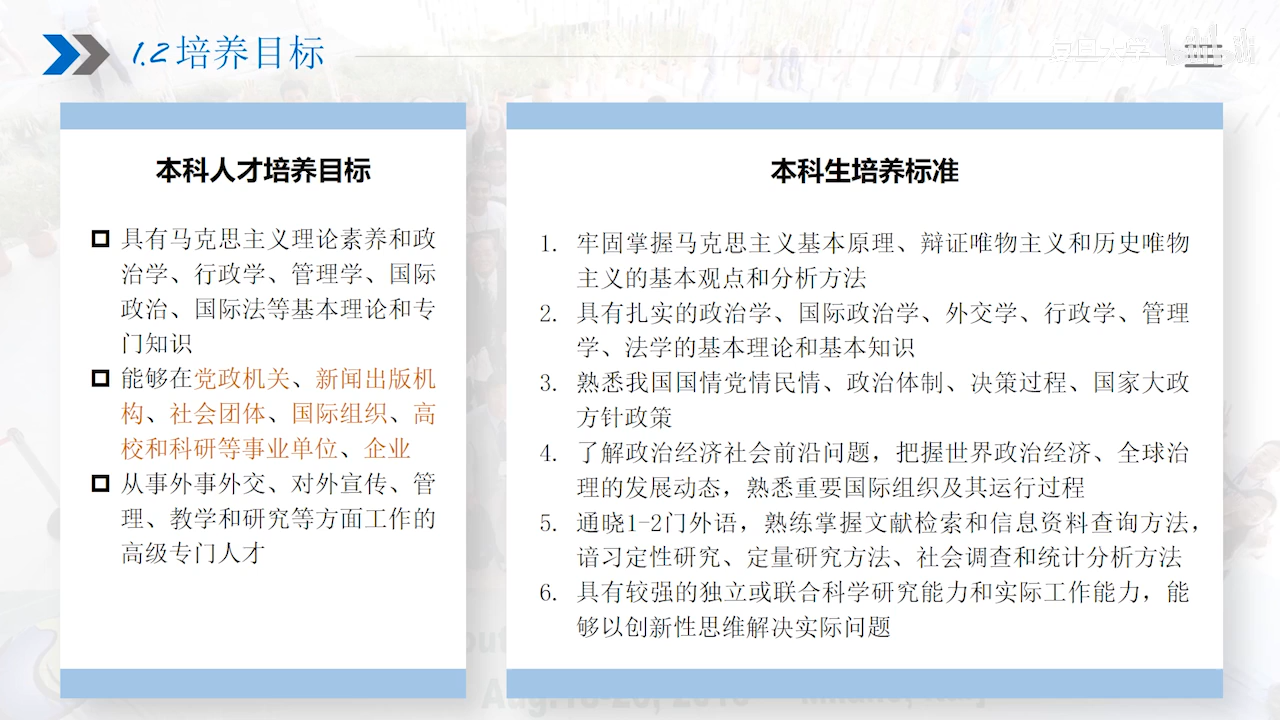 1.2 培养目标
复旦大学
本科人才培养目标
具有马克思主义理论素养和政
治学、行政学、管理学、国际
政治、国际法等基本理论和专
门知识
能够在党政机关、新闻出版机
构、社会团体、国际组织、高
校和科研等事业单位、企业
从事外事外交、对外宣传、管
理、教学和研究等方面工作的
高级专门人才
本科生培养标准
1. 牢固掌握马克思主义基本原理、辩证唯物主义和历史唯物
主义的基本观点和分析方法
2. 具有扎实的政治学、国际政治学、外交学、行政学、管理
学、法学的基本理论和基本知识
3. 熟悉我国国情党情民情、政治体制、决策过程、国家大政
方针政策
4. 了解政治经济社会前沿问题，把握世界政治经济、全球治
理的发展动态，熟悉重要国际组织及其运行过程
5. 通晓1-2门外语，熟练掌握文献检索和信息资料查询方法，
谙习定性研究、定量研究方法、社会调查和统计分析方法
6. 具有较强的独立或联合科学研究能力和实际工作能力，能
够以创新性思维解决实际问题